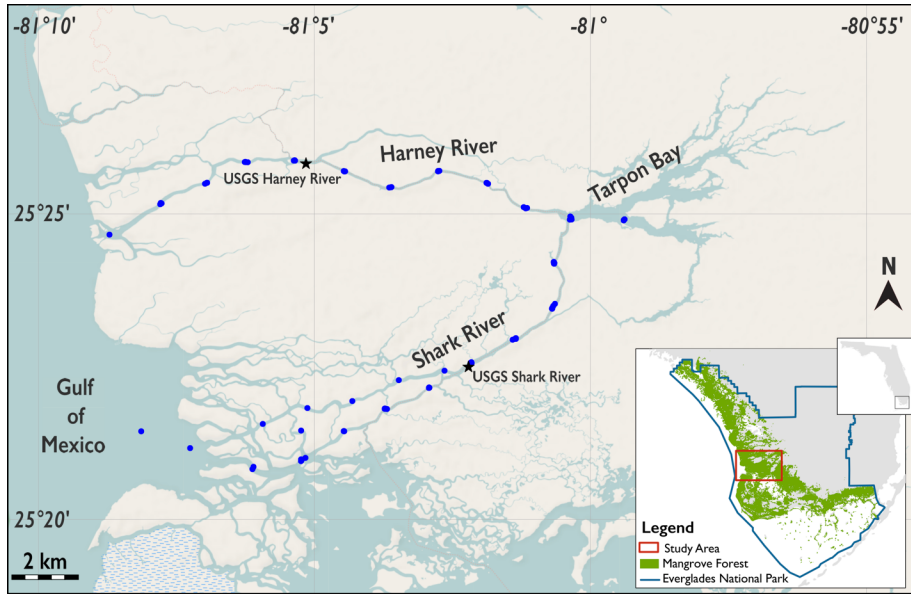 -81°10'
-81°5'
-81°
-80°55'
Harney River
USGS Harney River
Tarpon Bay
25°25'
N
Shark River
USGS Shark River
Gulf
of
Mexico
25°20'
2 km
Legend
Study Area
Mangrove Forest
Everglades National Park